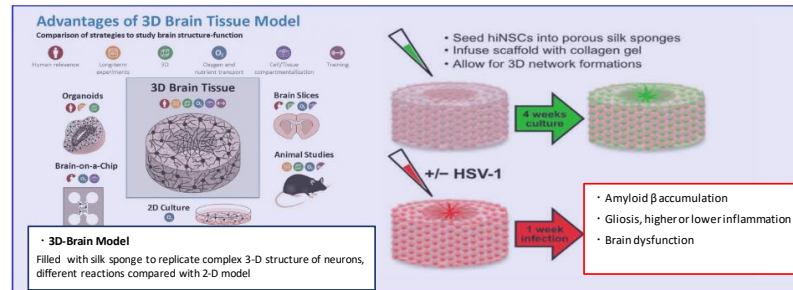 Advantages of 3D Brain Tissue Model
Comparison of strategies to study brain structure-function
Human relevance
Long-term experiments
3D
Oxygen and nutrient transport
Cell/Tissue compartmentalization
Training
3D Brain Tissue
Organoids
Brain Slices
O₂
Brain-on-a-Chip
Animal Studies
2D Culture
O₂
· 3D-Brain Model
Filled with silk sponge to replicate complex 3-D structure of neurons,
different reactions compared with 2-D model
• Seed hiNSCs into porous silk sponges
• Infuse scaffold with collagen gel
• Allow for 3D network formations
4 weeks
culture
+/− HSV-1
1 week
infection
· Amyloid β accumulation
· Gliosis, higher or lower inflammation
· Brain dysfunction